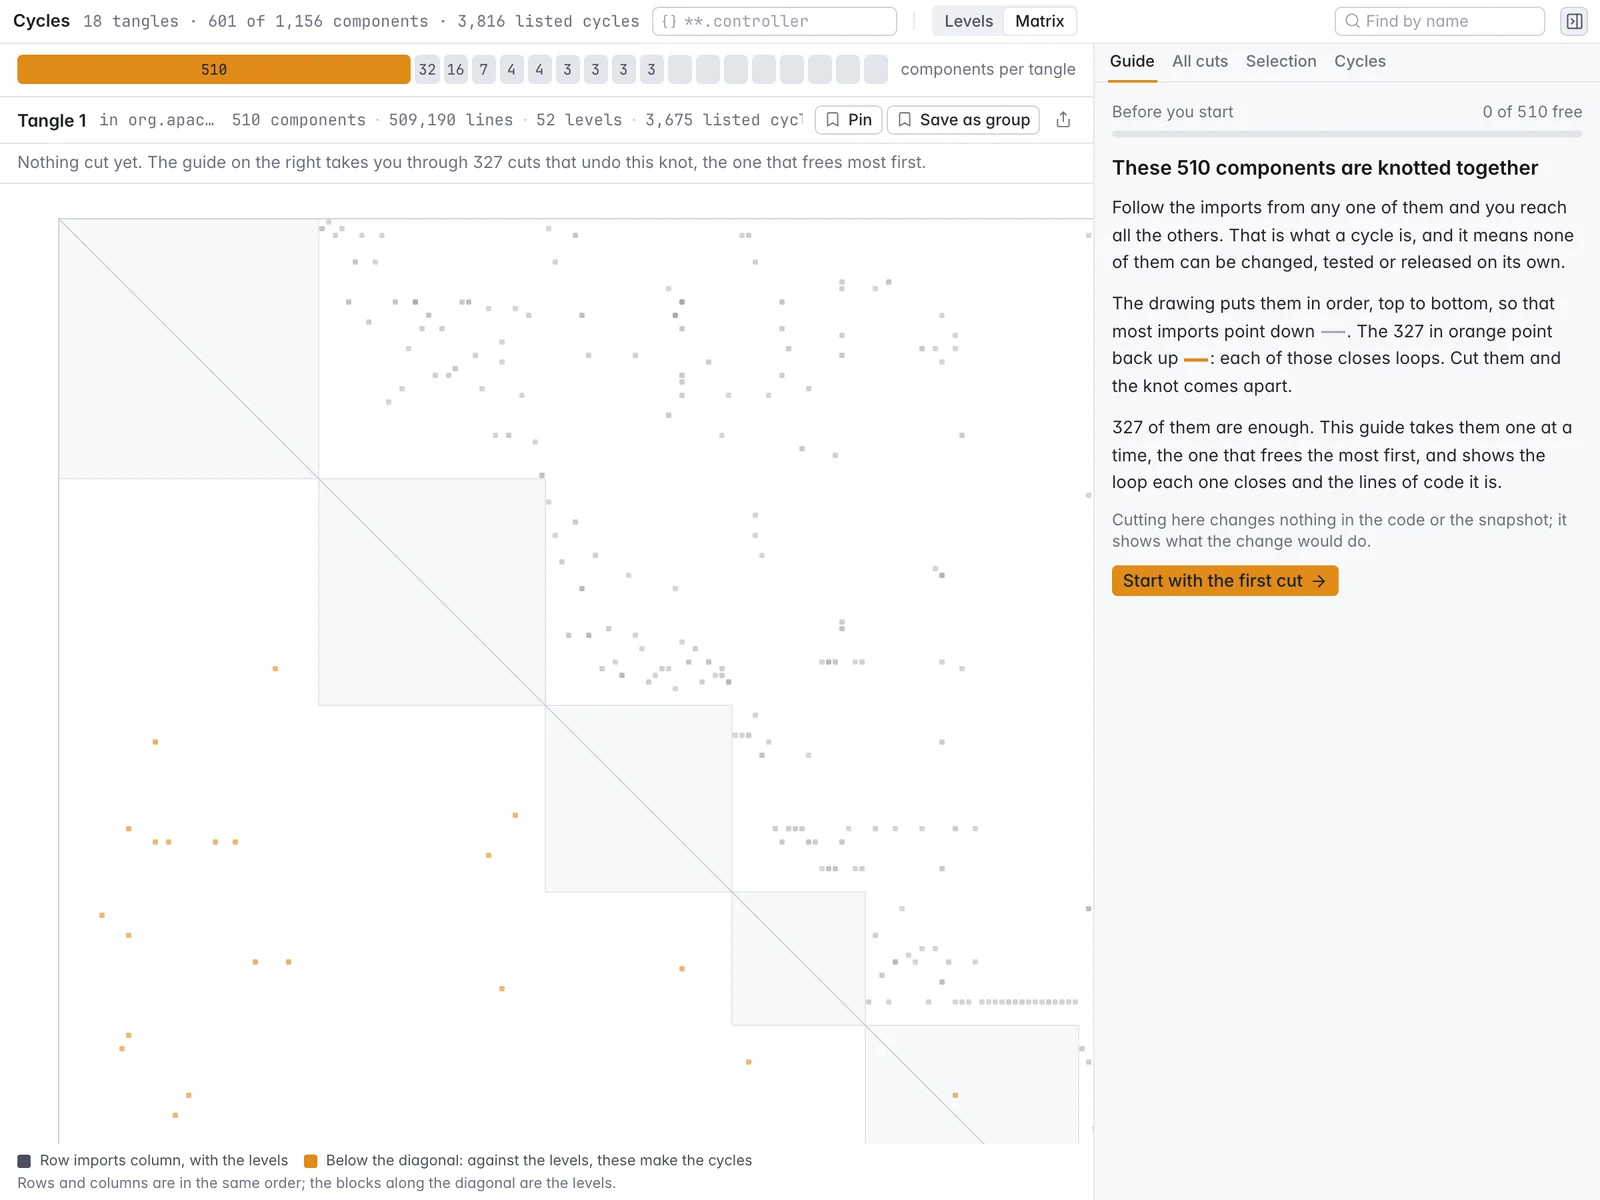 Cycles 18 tangles · 601 of 1,156 components · 3,816 listed cycles {} **.controller Levels Matrix Find by name
510 32 16 7 4 4 3 3 3 3 components per tangle
Tangle 1 in org.apac… 510 components · 509,190 lines · 52 levels · 3,675 listed cycl Pin Save as group
Nothing cut yet. The guide on the right takes you through 327 cuts that undo this knot, the one that frees most first.
Row imports column, with the levels Below the diagonal: against the levels, these make the cycles
Rows and columns are in the same order; the blocks along the diagonal are the levels.
Guide All cuts Selection Cycles
Before you start 0 of 510 free
These 510 components are knotted together
Follow the imports from any one of them and you reach
all the others. That is what a cycle is, and it means none
of them can be changed, tested or released on its own.
The drawing puts them in order, top to bottom, so that
most imports point down . The 327 in orange point
back up : each of those closes loops. Cut them and
the knot comes apart.
327 of them are enough. This guide takes them one at a
time, the one that frees the most first, and shows the
loop each one closes and the lines of code it is.
Cutting here changes nothing in the code or the snapshot; it
shows what the change would do.
Start with the first cut →